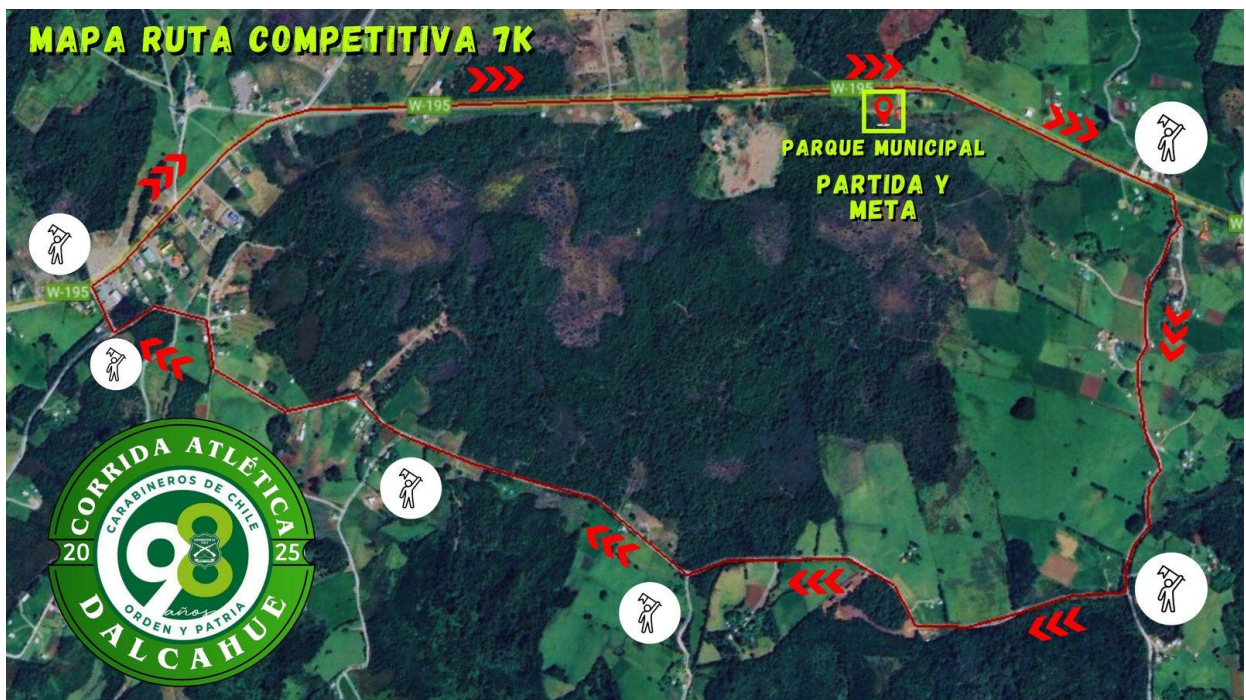 MAPA RUTA COMPETITIVA 7K
W-195
W-195
PARQUE MUNICIPAL
PARTIDA Y
META
W-195
CORRIDA ATLÉTICA
CARABINEROS DE CHILE
98
20 25
años
ORDEN Y PATRIA
DALCAHUE